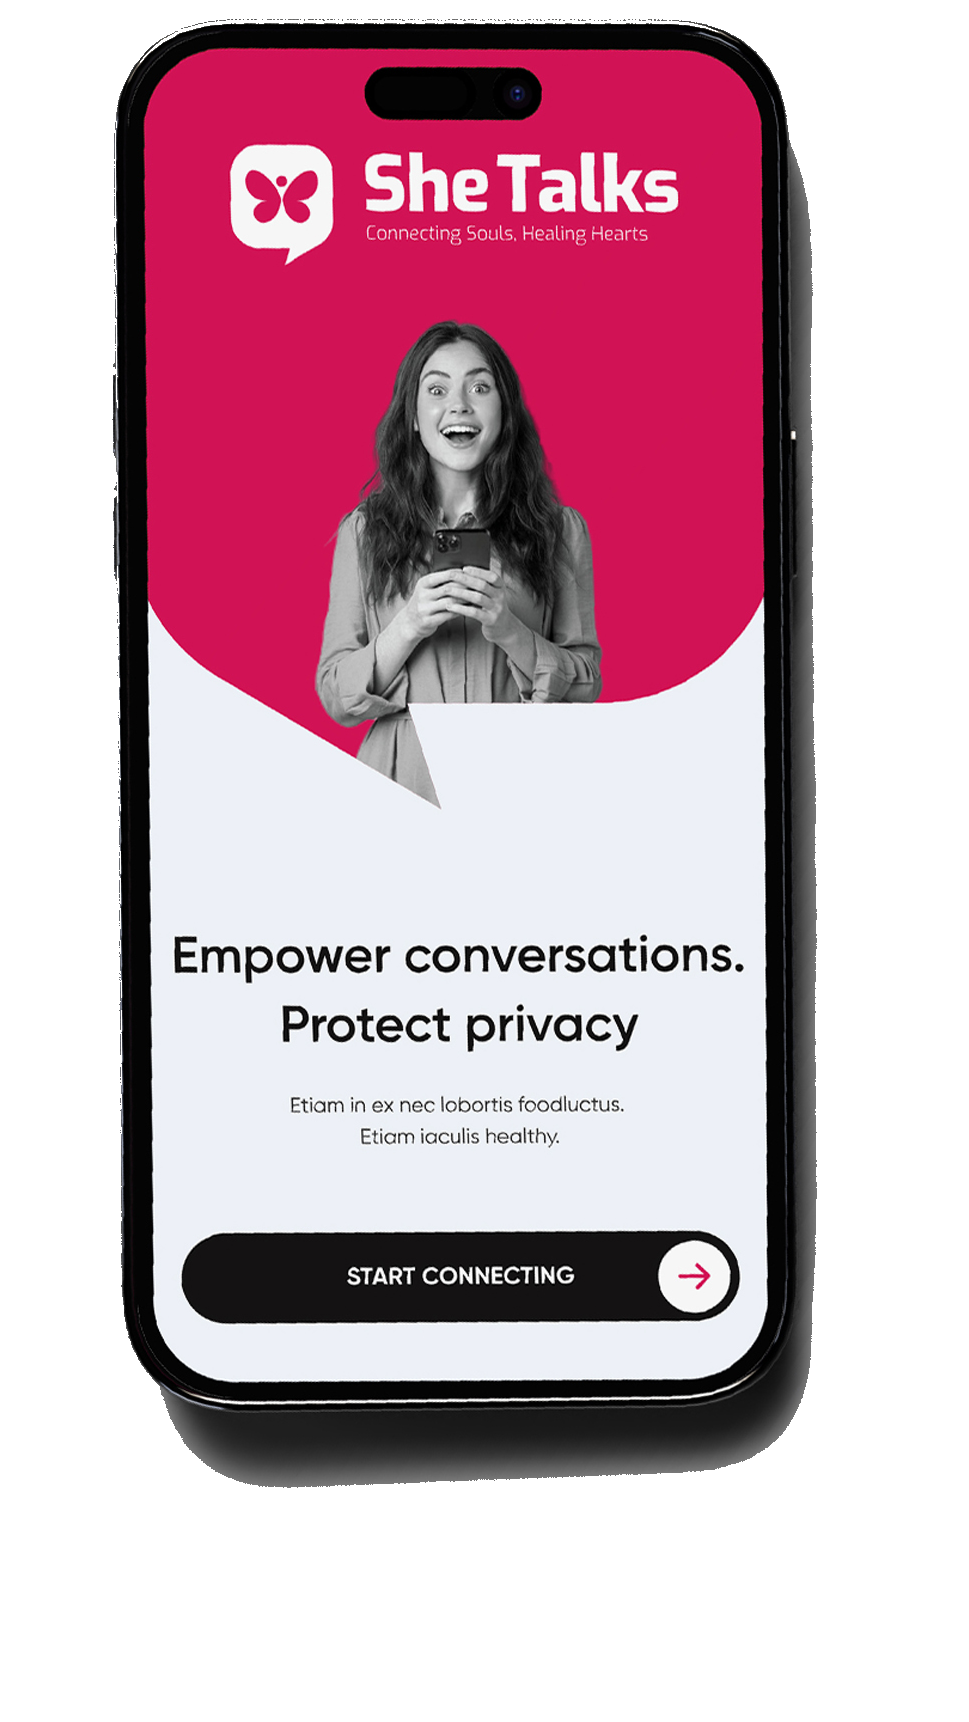 She Talks
Connecting Souls, Healing Hearts
Empower conversations.
Protect privacy
Etiam in ex nec lobortis foodluctus.
Etiam iaculis healthy.
START CONNECTING